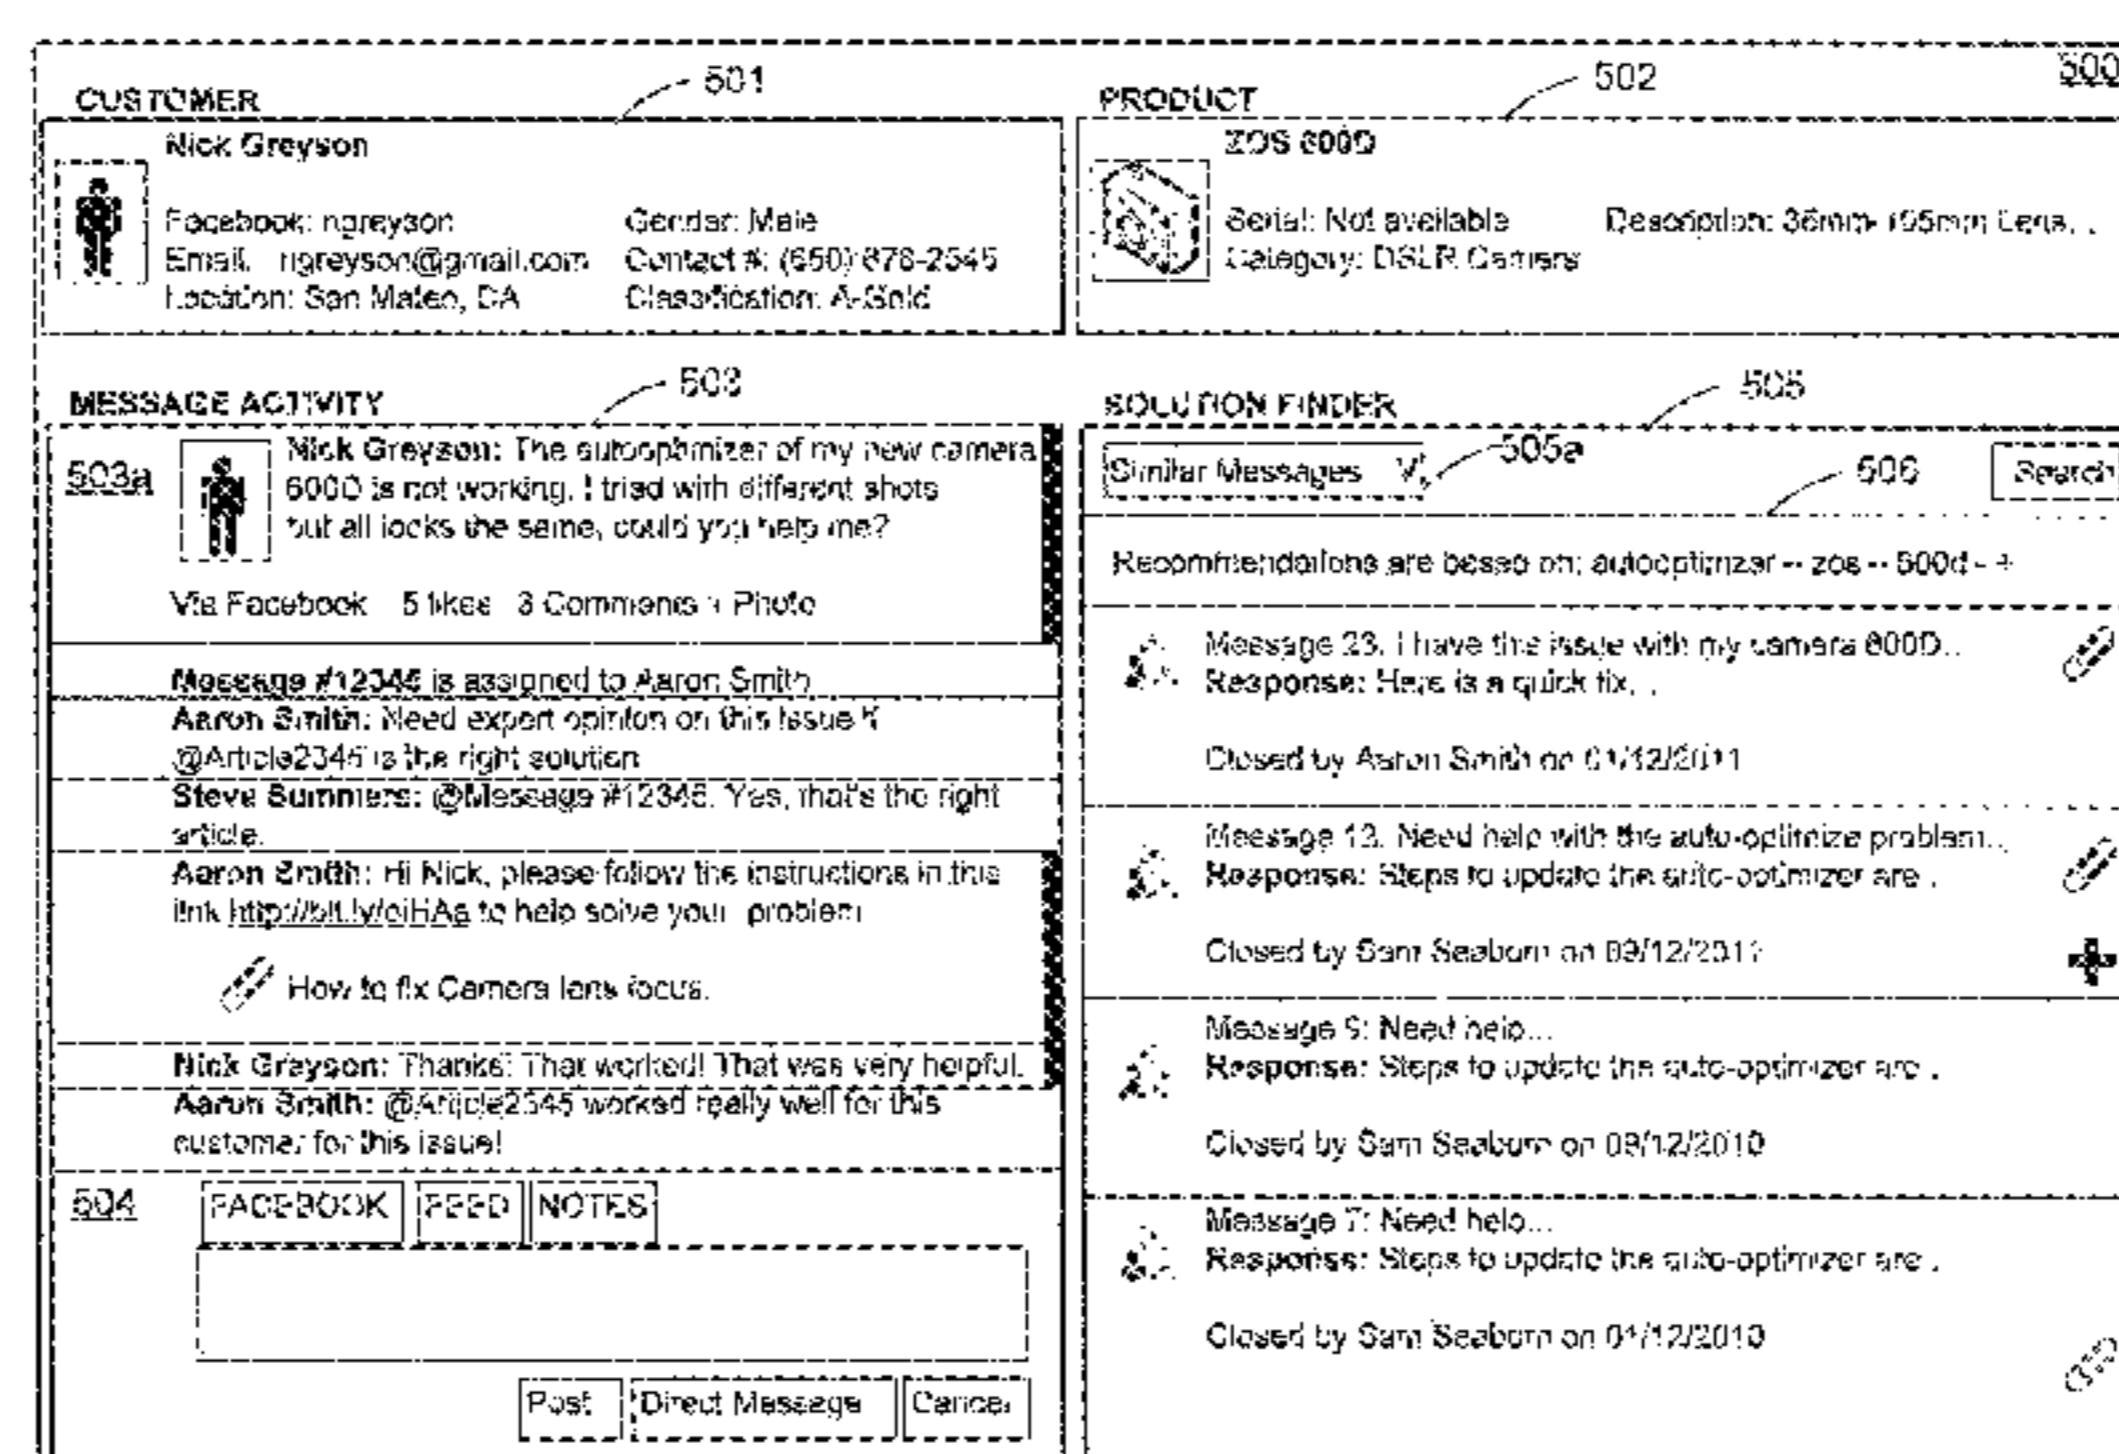 500
CUSTOMER
501
Nick Greyson
Facebook: ngreyson
Gender: Male
Email: ngreyson@gmail.com
Contact #: (650) 878-2545
Location: San Mateo, CA
Classification: A-Gold
PRODUCT
502
ZOS 600D
Serial: Not available
Description: 35mm-105mm Lens..
Category: DSLR Camera
MESSAGE ACTIVITY
503
503a
Nick Greyson: The autooptimizer of my new camera
600D is not working. I tried with different shots
but all looks the same, could you help me?
Via Facebook 5 likes 3 Comments + Photo
Message #12345 is assigned to Aaron Smith
Aaron Smith: Need expert opinion on this issue if
@Article2345 is the right solution
Steve Summers: @Message #12345. Yes, that's the right
article.
Aaron Smith: Hi Nick, please follow the instructions in this
link to help solve your problem
How to fix Camera lens focus.
Nick Greyson: Thanks! That worked! That was very helpful.
Aaron Smith: @Article2345 worked really well for this
customer for this issue!
504
FACEBOOK FEED NOTES
Post Direct Message Cancel
SOLUTION FINDER
505
Similar Messages V
505a
506
Search
Recommendations are based on: autooptimizer -- zos -- 600d - +
Message 23. I have this issue with my camera 600D..
Response: Here is a quick fix. .
Closed by Aaron Smith on 01/12/2011
Message 13. Need help with the auto-optimize problem..
Response: Steps to update the auto-optimizer are .
Closed by Sam Seaborn on 09/12/2011
Message 9: Need help...
Response: Steps to update the auto-optimizer are .
Closed by Sam Seaborn on 09/12/2010
Message 7: Need help...
Response: Steps to update the auto-optimizer are .
Closed by Sam Seaborn on 01/12/2010